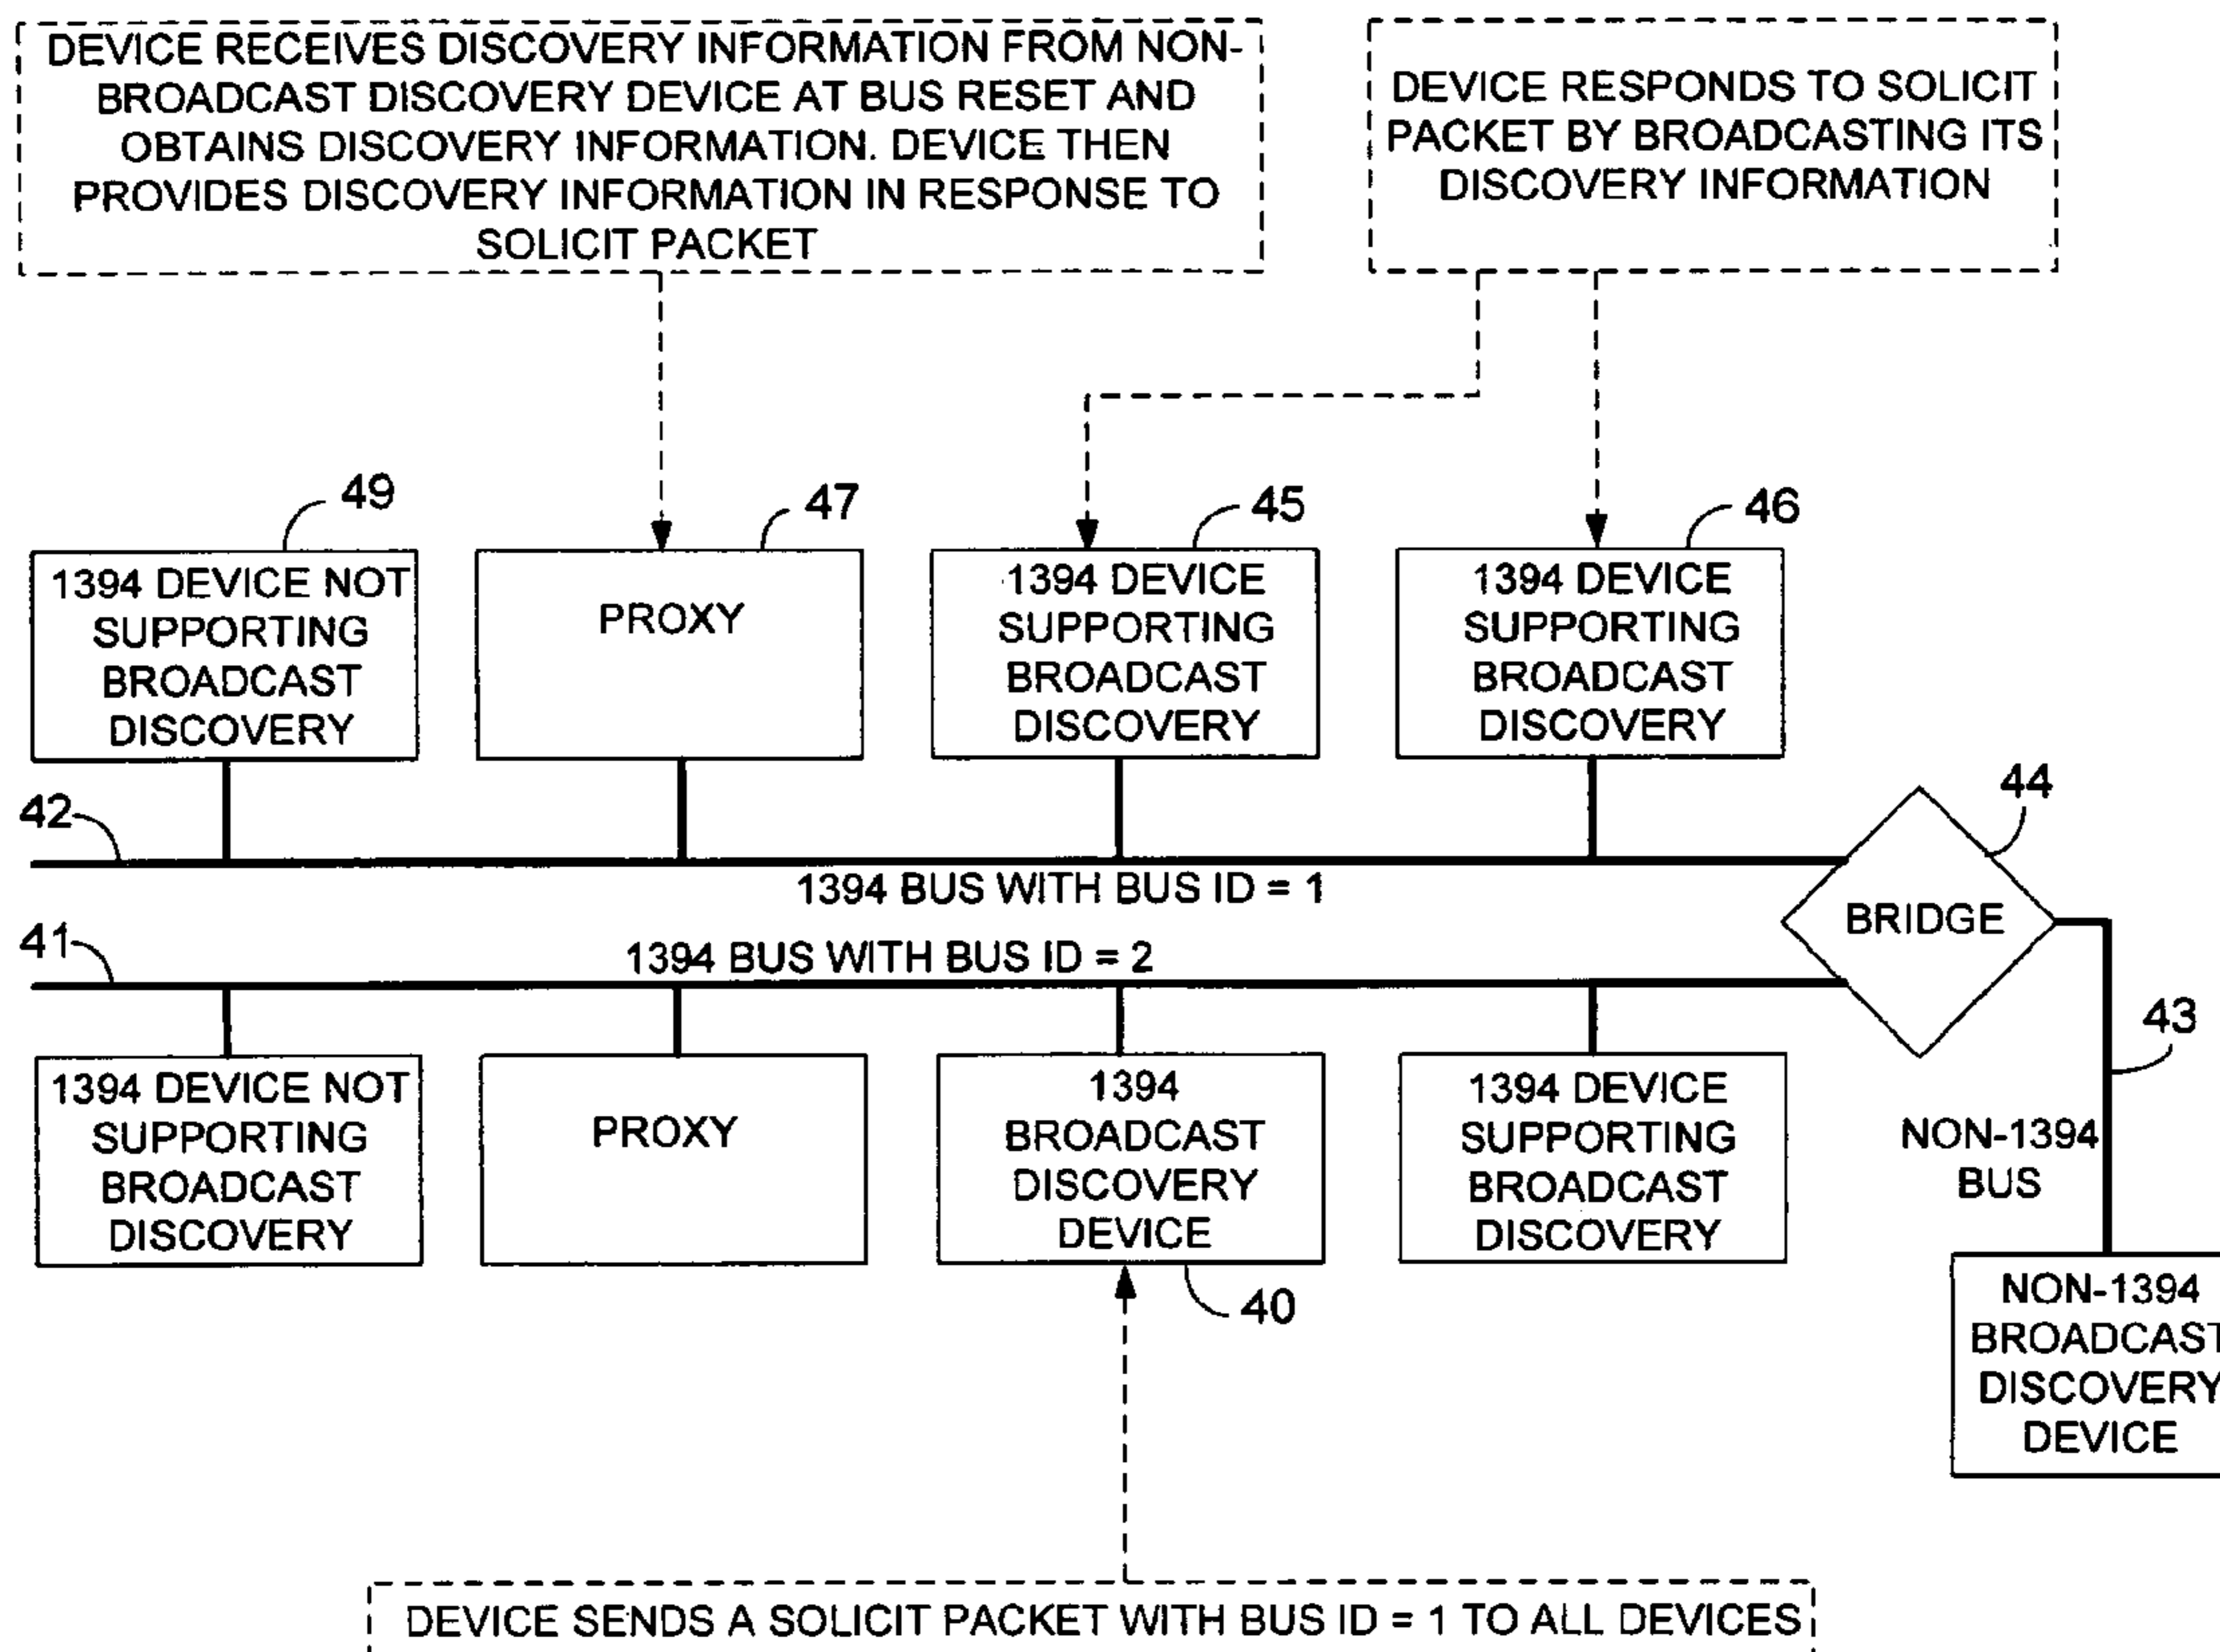 DEVICE RECEIVES DISCOVERY INFORMATION FROM NON-
BROADCAST DISCOVERY DEVICE AT BUS RESET AND
OBTAINS DISCOVERY INFORMATION. DEVICE THEN
PROVIDES DISCOVERY INFORMATION IN RESPONSE TO
SOLICIT PACKET
DEVICE RESPONDS TO SOLICIT
PACKET BY BROADCASTING ITS
DISCOVERY INFORMATION
49
47
45
46
1394 DEVICE NOT
SUPPORTING
BROADCAST
DISCOVERY
PROXY
1394 DEVICE
SUPPORTING
BROADCAST
DISCOVERY
1394 DEVICE
SUPPORTING
BROADCAST
DISCOVERY
42
44
1394 BUS WITH BUS ID = 1
BRIDGE
41
1394 BUS WITH BUS ID = 2
43
1394 DEVICE NOT
SUPPORTING
BROADCAST
DISCOVERY
PROXY
1394
BROADCAST
DISCOVERY
DEVICE
1394 DEVICE
SUPPORTING
BROADCAST
DISCOVERY
NON-1394
BUS
40
NON-1394
BROADCAST
DISCOVERY
DEVICE
DEVICE SENDS A SOLICIT PACKET WITH BUS ID = 1 TO ALL DEVICES